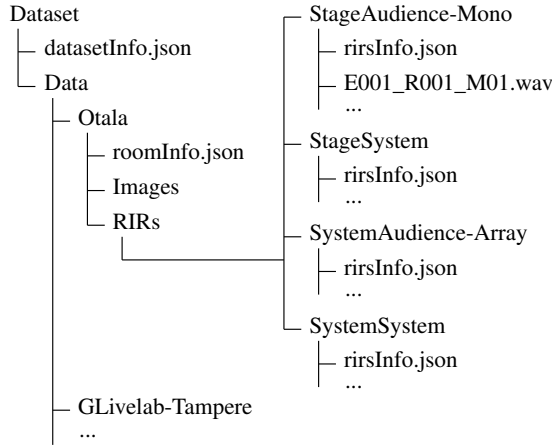 Dataset
datasetInfo.json
Data
Otala
roomInfo.json
Images
RIRs
StageAudience-Mono
rirsInfo.json
E001_R001_M01.wav
...
StageSystem
rirsInfo.json
...
SystemAudience-Array
rirsInfo.json
...
SystemSystem
rirsInfo.json
...
GLivelab-Tampere
...